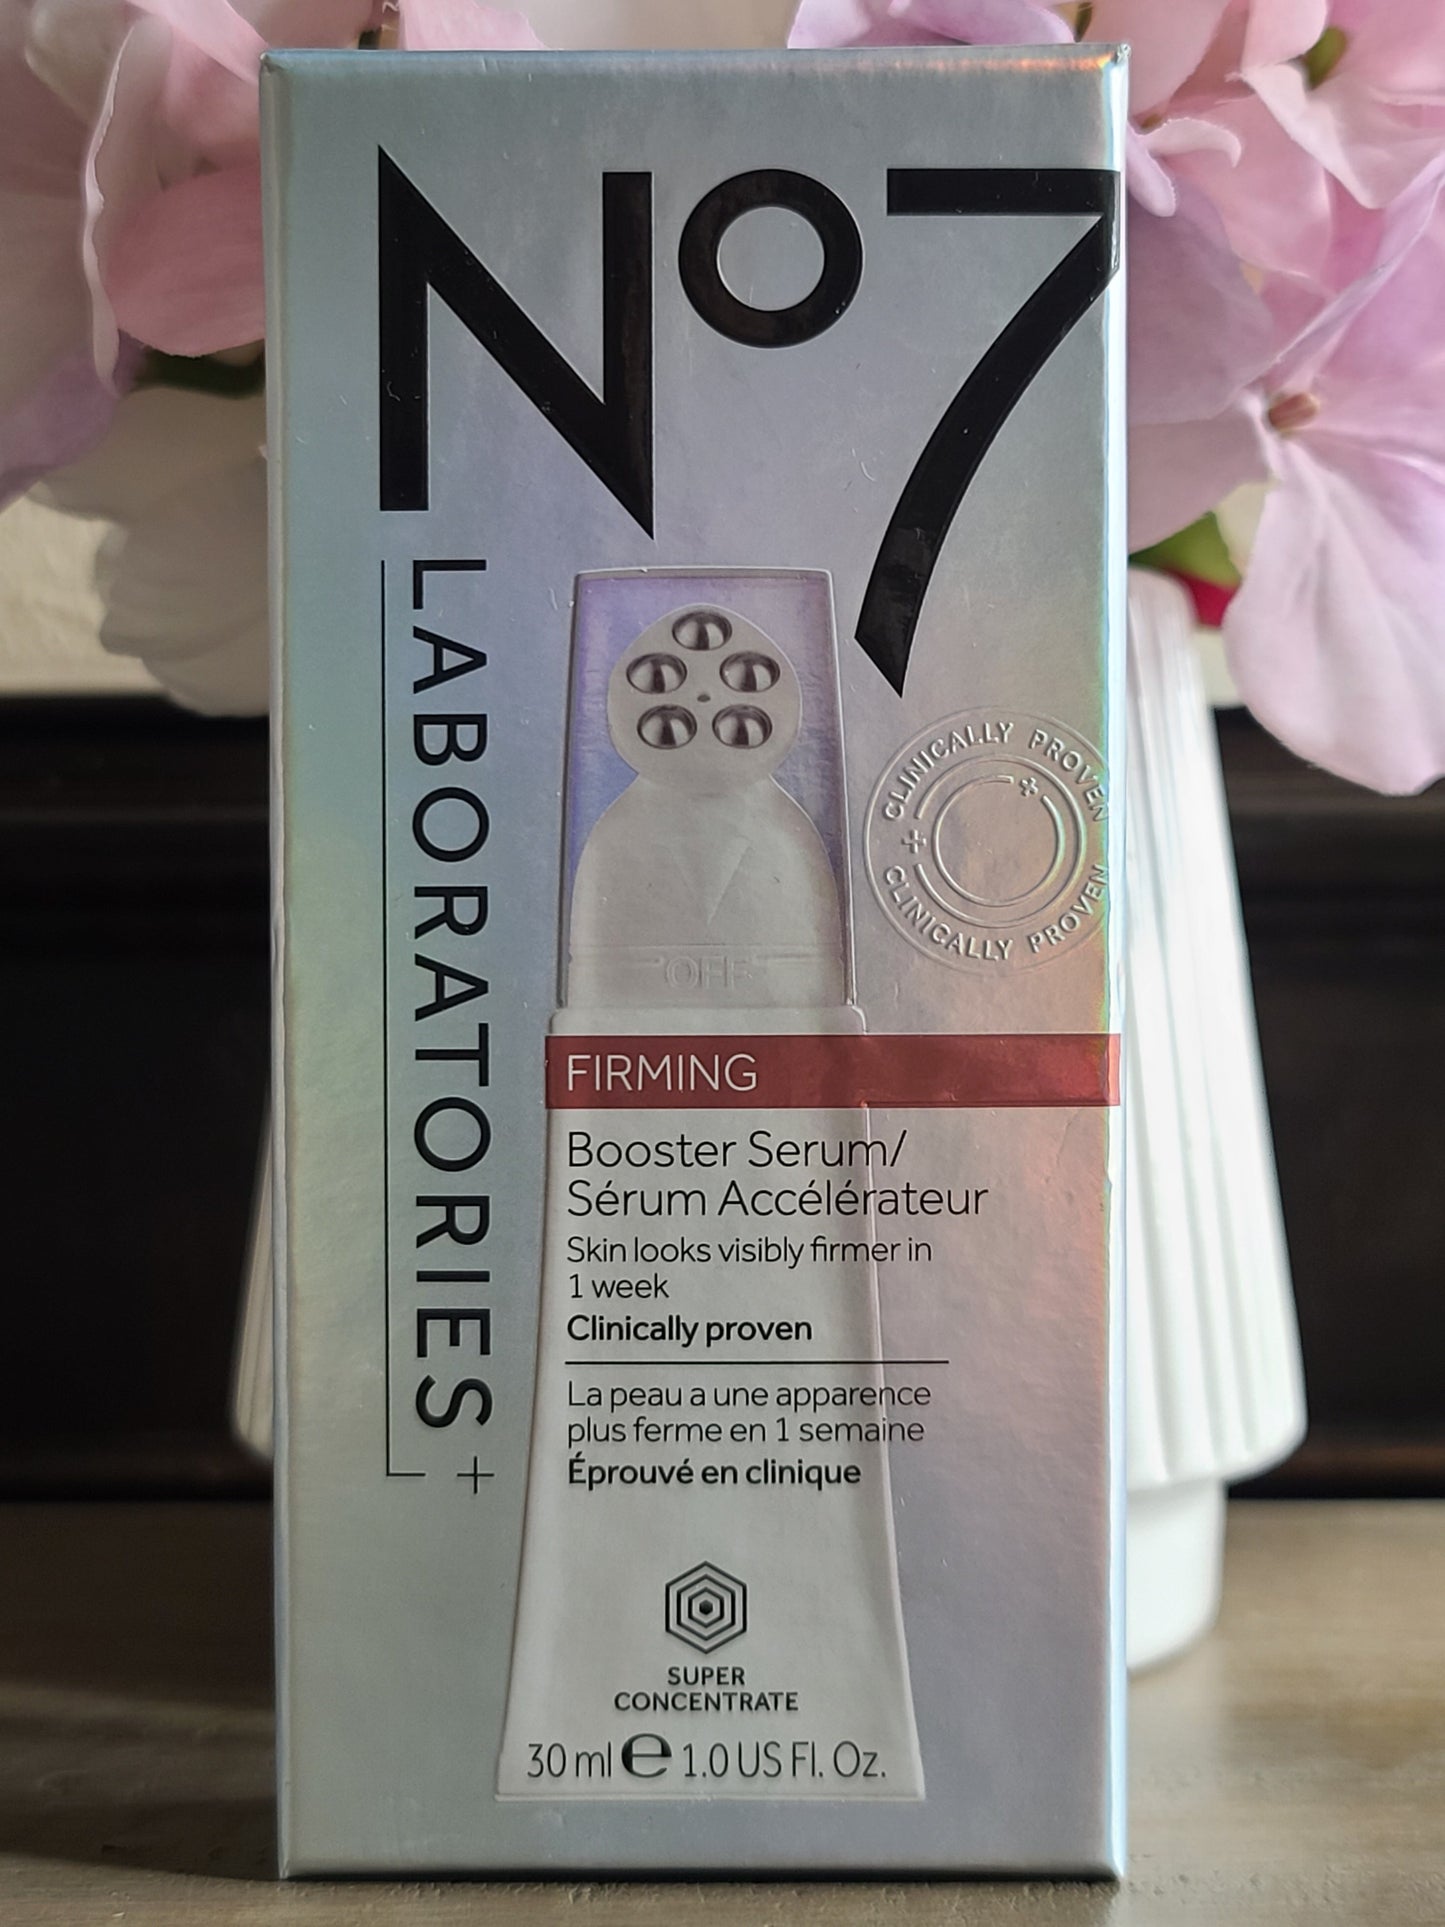 Nº7
LABORATORIES+
OFF
CLINICALLY PROVEN
CLINICALLY PROVEN
FIRMING
Booster Serum/
Sérum Accélérateur
Skin looks visibly firmer in
1 week
Clinically proven
La peau a une apparence
plus ferme en 1 semaine
Éprouvé en clinique
SUPER
CONCENTRATE
30 ml e 1.0 US Fl. Oz.